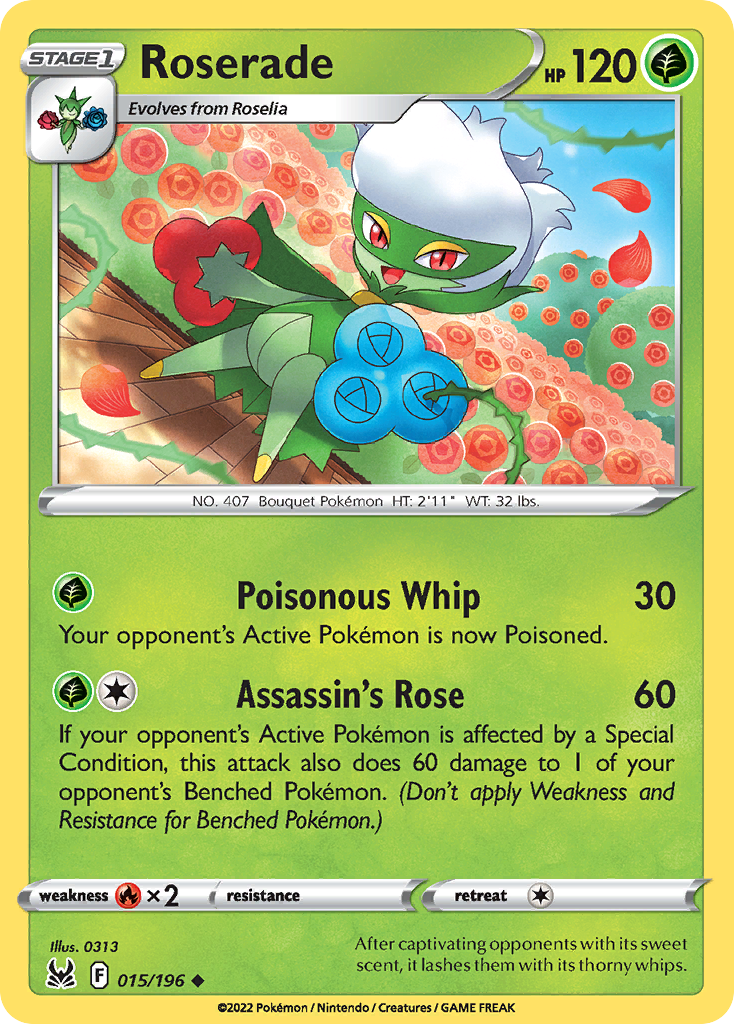 STAGE 1
Roserade
HP 120
Evolves from Roselia
NO. 407 Bouquet Pokémon HT: 2'11" WT: 32 lbs.
Poisonous Whip 30
Your opponent's Active Pokémon is now Poisoned.
Assassin's Rose 60
If your opponent's Active Pokémon is affected by a Special
Condition, this attack also does 60 damage to 1 of your
opponent's Benched Pokémon. (Don't apply Weakness and
Resistance for Benched Pokémon.)
weakness ×2 resistance retreat
Illus. 0313
After captivating opponents with its sweet
scent, it lashes them with its thorny whips.
F 015/196
©2022 Pokémon / Nintendo / Creatures / GAME FREAK